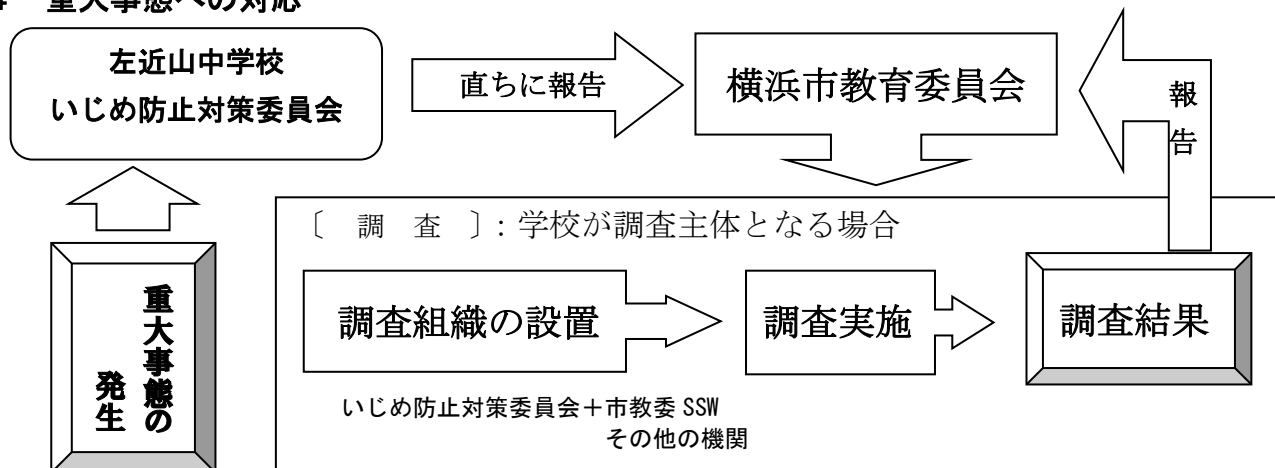 重大事態への対応
左近山中学校
いじめ防止対策委員会
直ちに報告
横浜市教育委員会
報告
重大事態の
発生
〔 調 査 〕:学校が調査主体となる場合
調査組織の設置
調査実施
調査結果
いじめ防止対策委員会+市教委 SSW
その他の機関